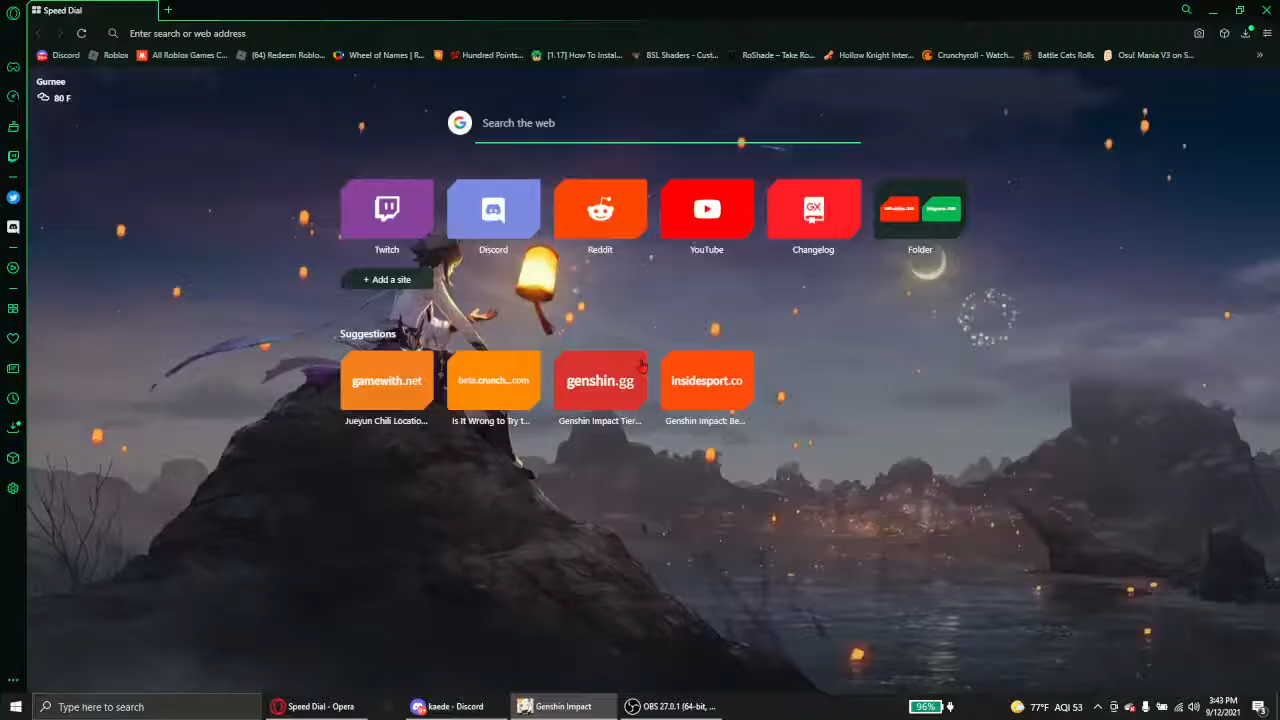 Speed Dial
Enter search or web address
Discord
Roblox
All Roblox Games C...
(64) Redeem Roblo...
Wheel of Names | R...
Hundred Points...
[1.17] How To Instal...
BSL Shaders - Cust...
RoShade – Take Ro...
Hollow Knight Inter...
Crunchyroll - Watch...
Battle Cats Rolls
Osu! Mania V3 on S...
Gurnee
80 F
Search the web
GX
Twitch
Discord
Reddit
YouTube
Changelog
Folder
+ Add a site
Suggestions
gamewith.net
beta.crunch...com
genshin.gg
insidesport.co
Jueyun Chili Locatio...
Is It Wrong to Try t...
Genshin Impact Tier...
Genshin Impact: Be...
Type here to search
Speed Dial - Opera
kaede - Discord
Genshin Impact
OBS 27.0.1 (64-bit, ...
96%
77°F AQI 53
3:43 PM
9/12/2021